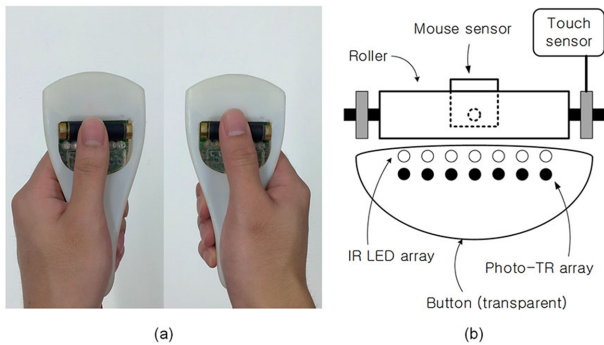 Touch
sensor
Mouse sensor
Roller
IR LED array
Photo-TR array
Button (transparent)
(a)
(b)